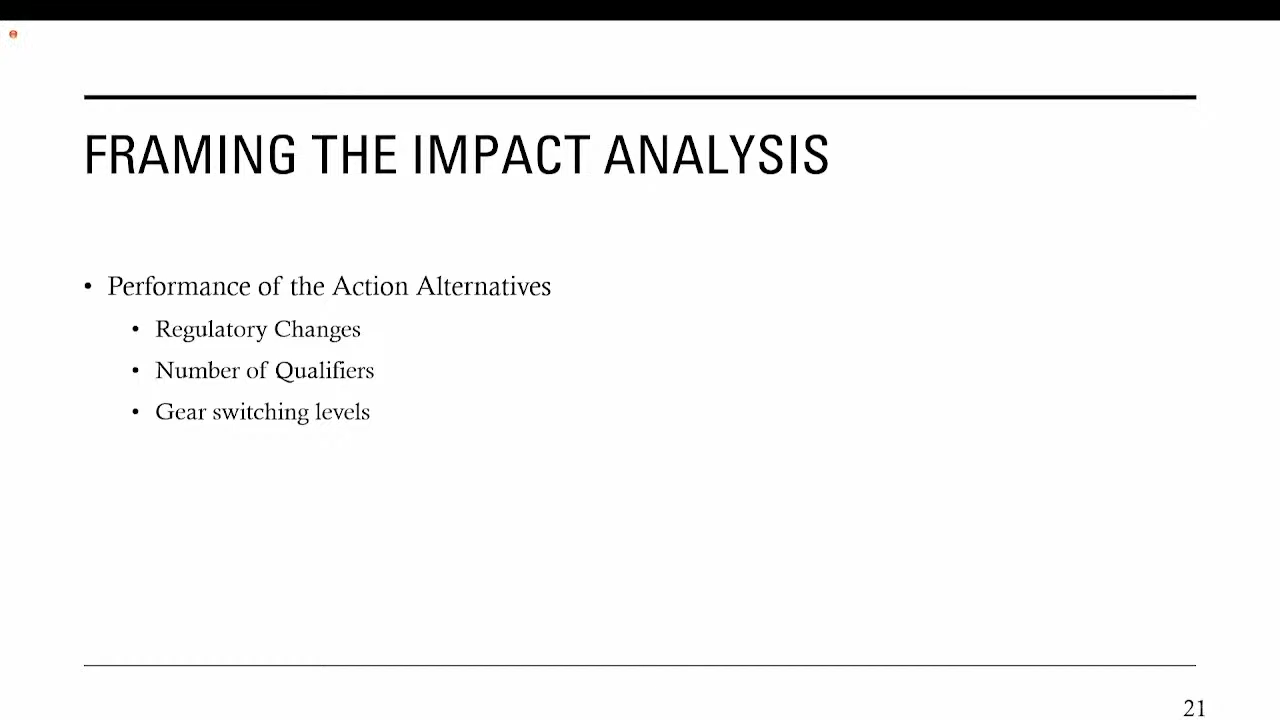 FRAMING THE IMPACT ANALYSIS
• Performance of the Action Alternatives
• Regulatory Changes
• Number of Qualifiers
• Gear switching levels
21